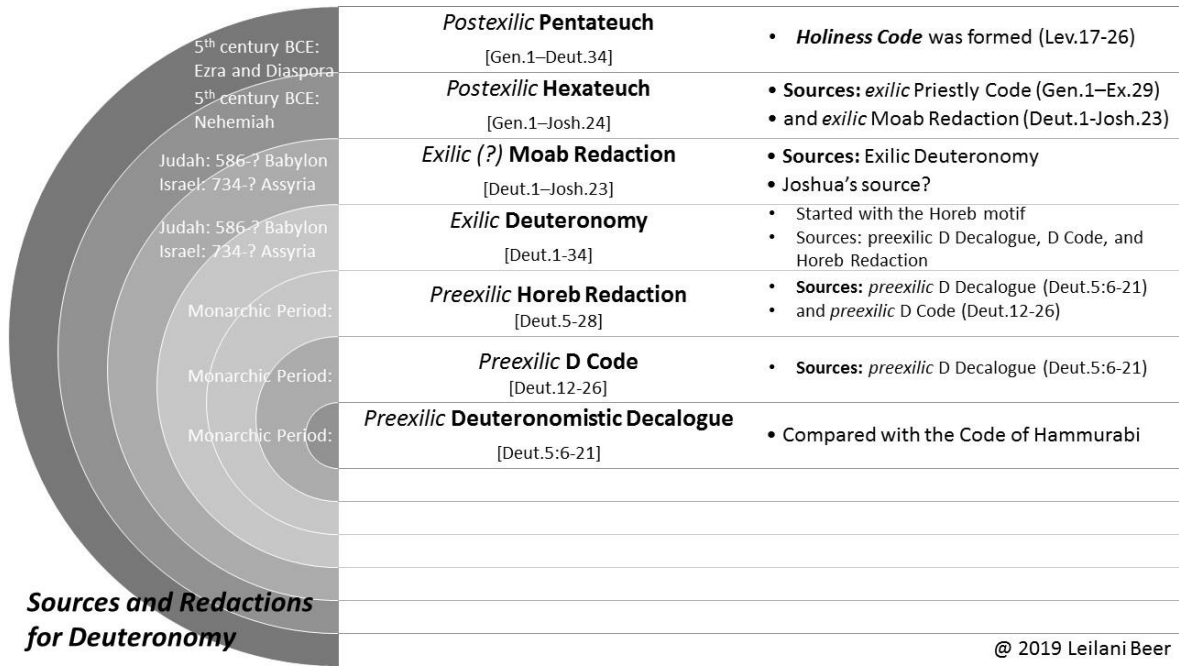 5th century BCE:
Ezra and Diaspora
Postexilic Pentateuch
[Gen.1–Deut.34]
• Holiness Code was formed (Lev.17-26)
5th century BCE:
Nehemiah
Postexilic Hexateuch
[Gen.1–Josh.24]
• Sources: exilic Priestly Code (Gen.1–Ex.29)
• and exilic Moab Redaction (Deut.1-Josh.23)
Judah: 586-? Babylon
Israel: 734-? Assyria
Exilic (?) Moab Redaction
[Deut.1–Josh.23]
• Sources: Exilic Deuteronomy
• Joshua’s source?
Judah: 586-? Babylon
Israel: 734-? Assyria
Exilic Deuteronomy
[Deut.1-34]
• Started with the Horeb motif
• Sources: preexilic D Decalogue, D Code, and
Horeb Redaction
Monarchic Period:
Preexilic Horeb Redaction
[Deut.5-28]
• Sources: preexilic D Decalogue (Deut.5:6-21)
• and preexilic D Code (Deut.12-26)
Monarchic Period:
Preexilic D Code
[Deut.12-26]
• Sources: preexilic D Decalogue (Deut.5:6-21)
Monarchic Period:
Preexilic Deuteronomistic Decalogue
[Deut.5:6-21]
• Compared with the Code of Hammurabi
Sources and Redactions
for Deuteronomy
@ 2019 Leilani Beer